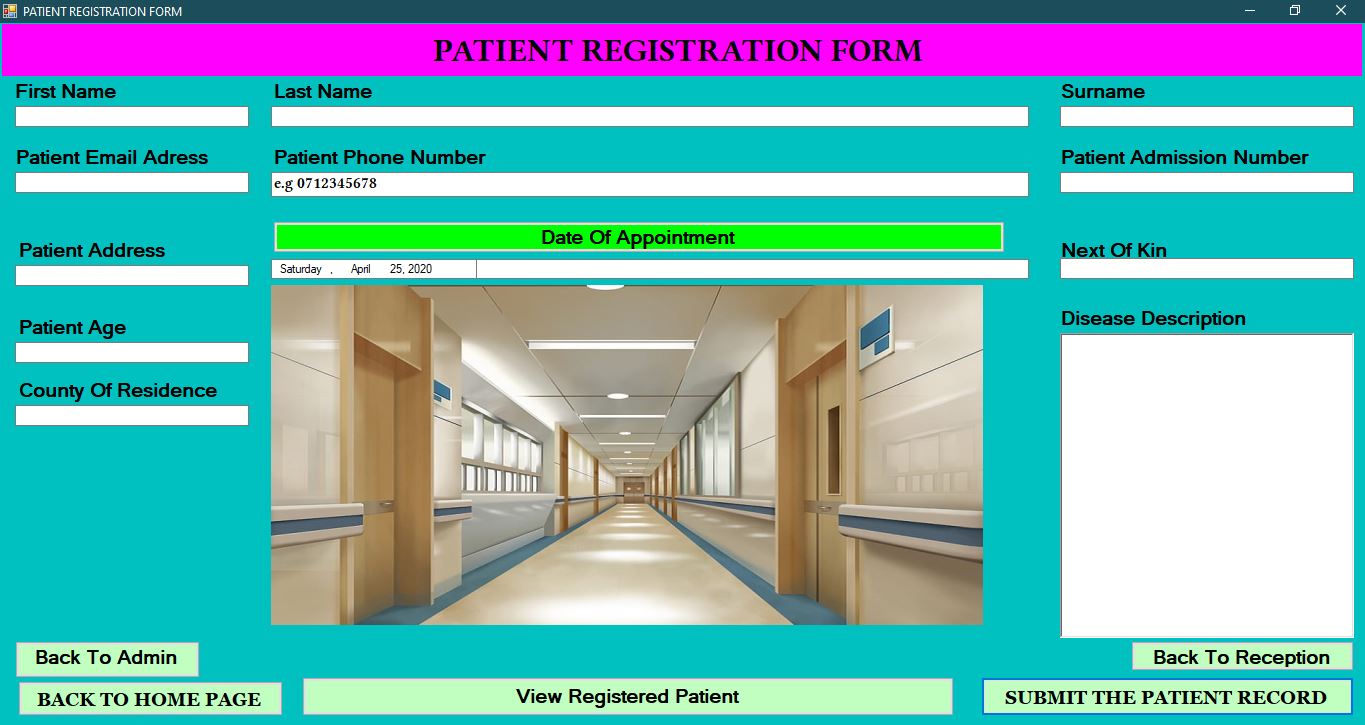 PATIENT REGISTRATION FORM
PATIENT REGISTRATION FORM
First Name
Last Name
Surname
Patient Email Adress
Patient Phone Number
Patient Admission Number
e.g 0712345678
Date Of Appointment
Patient Address
Next Of Kin
Saturday , April 25, 2020
Patient Age
Disease Description
County Of Residence
Back To Admin
Back To Reception
BACK TO HOME PAGE
View Registered Patient
SUBMIT THE PATIENT RECORD